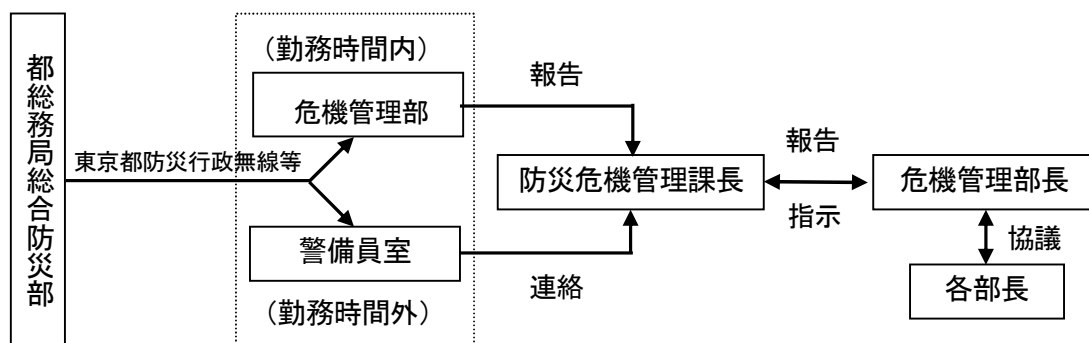 都総務局総合防災部
東京都防災行政無線等
（勤務時間内）
危機管理部
警備員室
（勤務時間外）
報告
連絡
防災危機管理課長
報告
指示
危機管理部長
協議
各部長